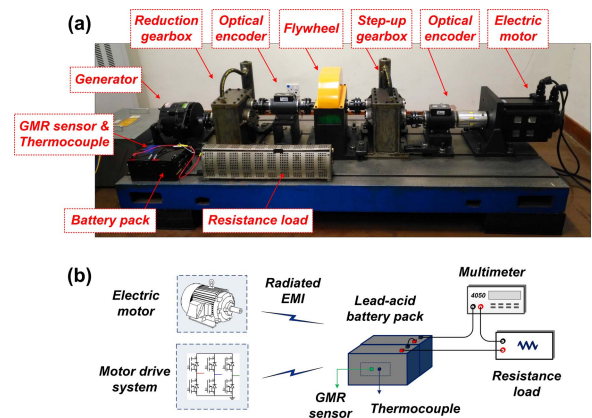 (a)
Reduction
gearbox
Optical
encoder
Flywheel
Step-up
gearbox
Optical
encoder
Electric
motor
Generator
GMR sensor &
Thermocouple
Battery pack
Resistance load
(b)
Electric
motor
Radiated
EMI
Lead-acid
battery pack
Multimeter
4050
Motor drive
system
Resistance
load
GMR
sensor
Thermocouple